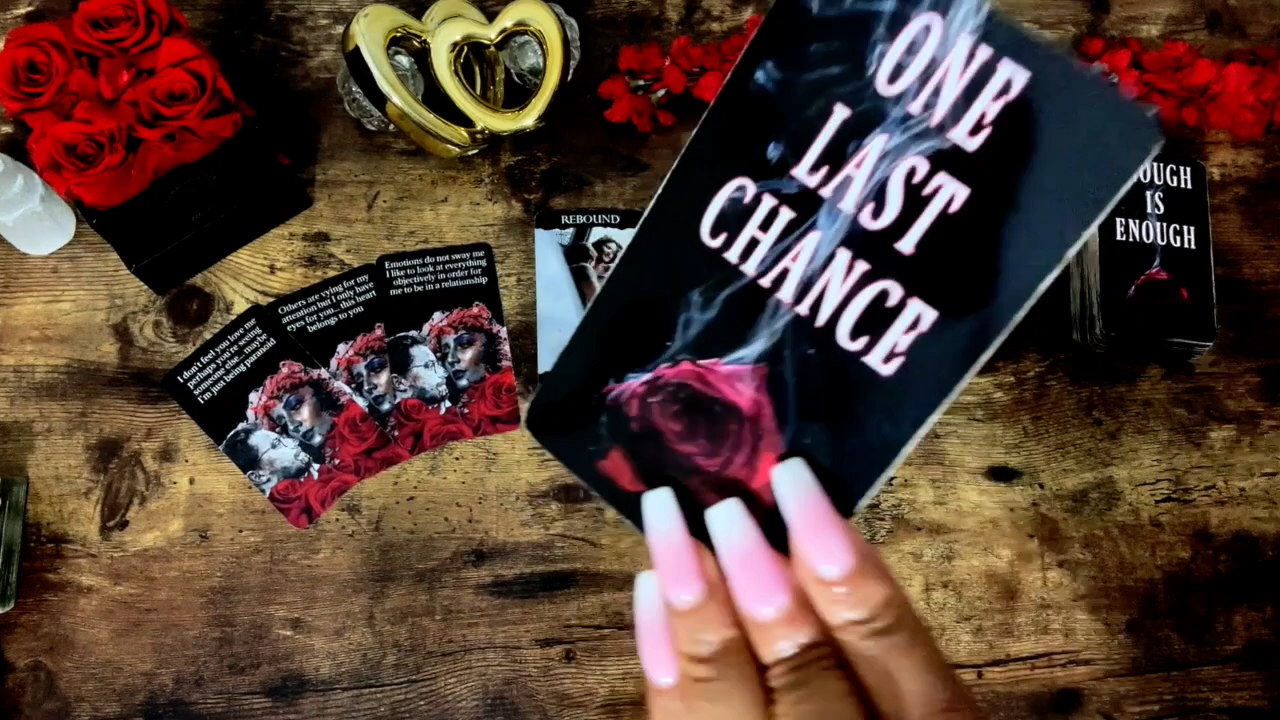 ONE
LAST
CHANCE
REBOUND
OUGH
IS
ENOUGH
I don't feel you love me
perhaps you're seeing
someone else... maybe
I'm just being paranoid
Others are vying for my
attention but I only have
eyes for you... this heart
belongs to you
Emotions do not sway me
I like to look at everything
objectively in order for
me to be in a relationship